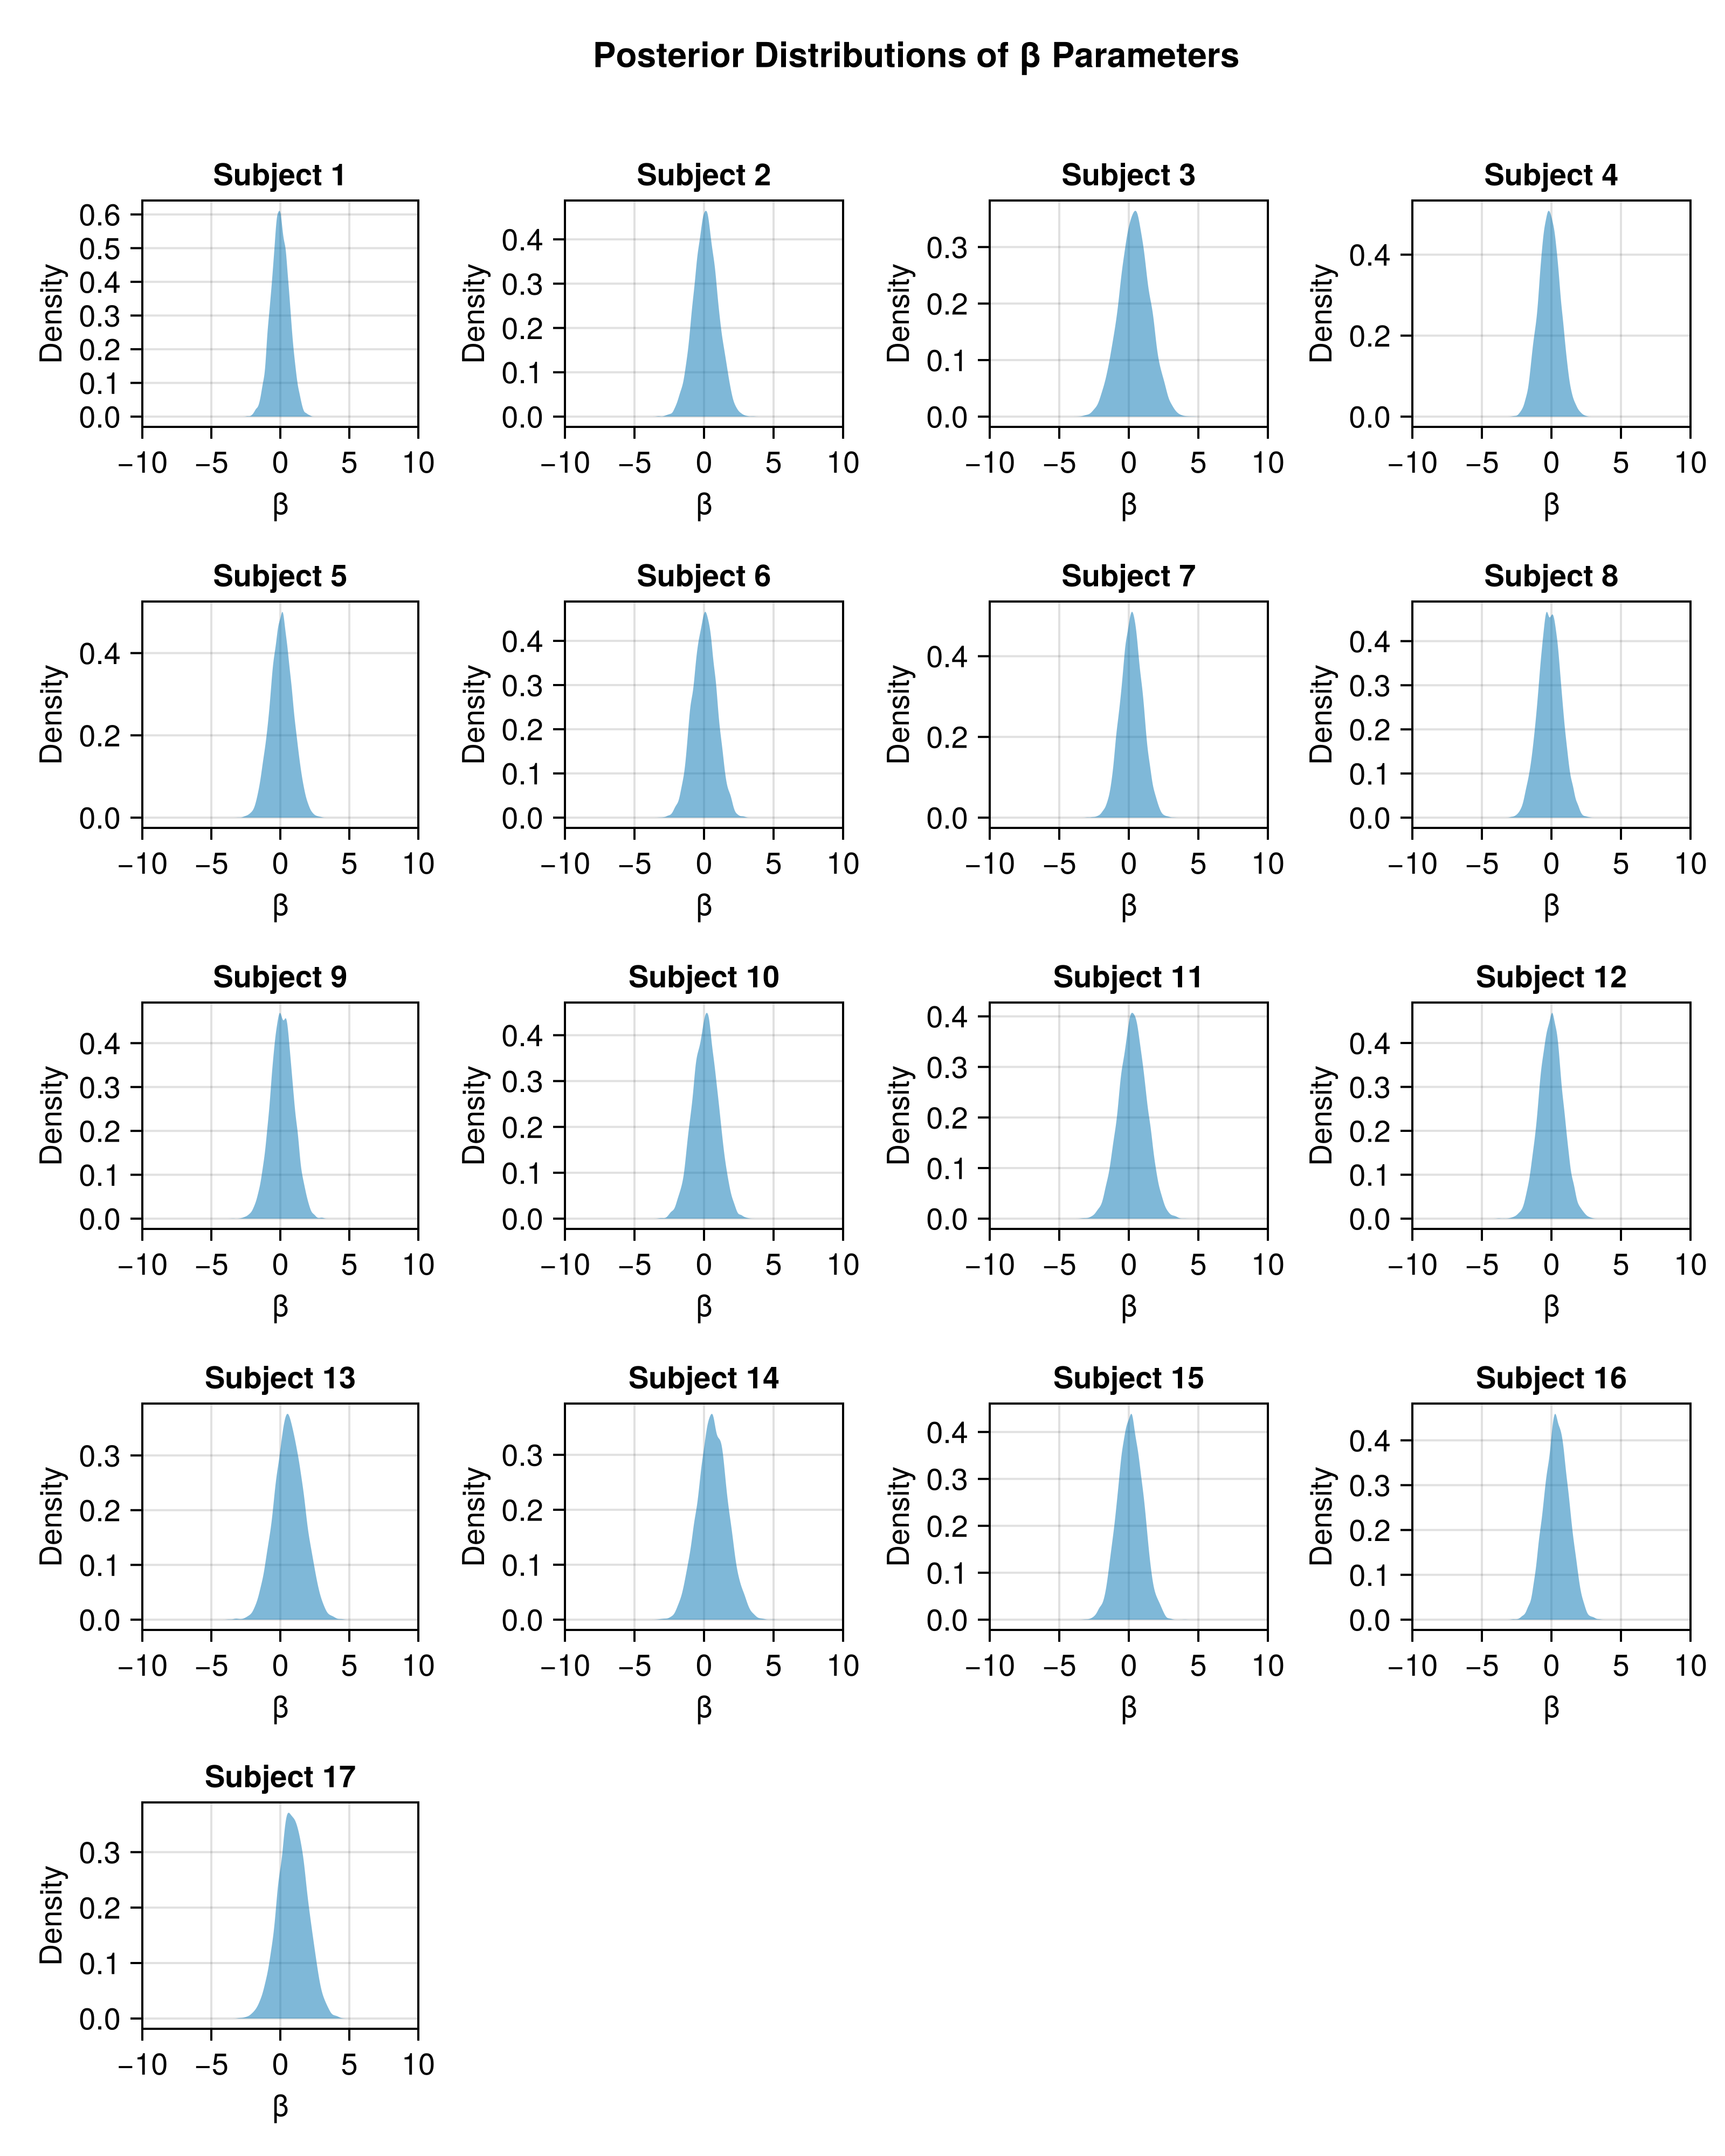 Posterior Distributions of β Parameters
Subject 1
Subject 2
Subject 3
Subject 4
Density
0.6
0.5
0.4
0.3
0.2
0.1
0.0
−10 −5 0 5 10
β
Density
0.4
0.3
0.2
0.1
0.0
−10 −5 0 5 10
β
Density
0.3
0.2
0.1
0.0
−10 −5 0 5 10
β
Density
0.4
0.2
0.0
−10 −5 0 5 10
β
Subject 5
Subject 6
Subject 7
Subject 8
Density
0.4
0.2
0.0
−10 −5 0 5 10
β
Density
0.4
0.3
0.2
0.1
0.0
−10 −5 0 5 10
β
Density
0.4
0.2
0.0
−10 −5 0 5 10
β
Density
0.4
0.3
0.2
0.1
0.0
−10 −5 0 5 10
β
Subject 9
Subject 10
Subject 11
Subject 12
Density
0.4
0.3
0.2
0.1
0.0
−10 −5 0 5 10
β
Density
0.4
0.3
0.2
0.1
0.0
−10 −5 0 5 10
β
Density
0.4
0.3
0.2
0.1
0.0
−10 −5 0 5 10
β
Density
0.4
0.3
0.2
0.1
0.0
−10 −5 0 5 10
β
Subject 13
Subject 14
Subject 15
Subject 16
Density
0.3
0.2
0.1
0.0
−10 −5 0 5 10
β
Density
0.3
0.2
0.1
0.0
−10 −5 0 5 10
β
Density
0.4
0.3
0.2
0.1
0.0
−10 −5 0 5 10
β
Density
0.4
0.3
0.2
0.1
0.0
−10 −5 0 5 10
β
Subject 17
Density
0.3
0.2
0.1
0.0
−10 −5 0 5 10
β